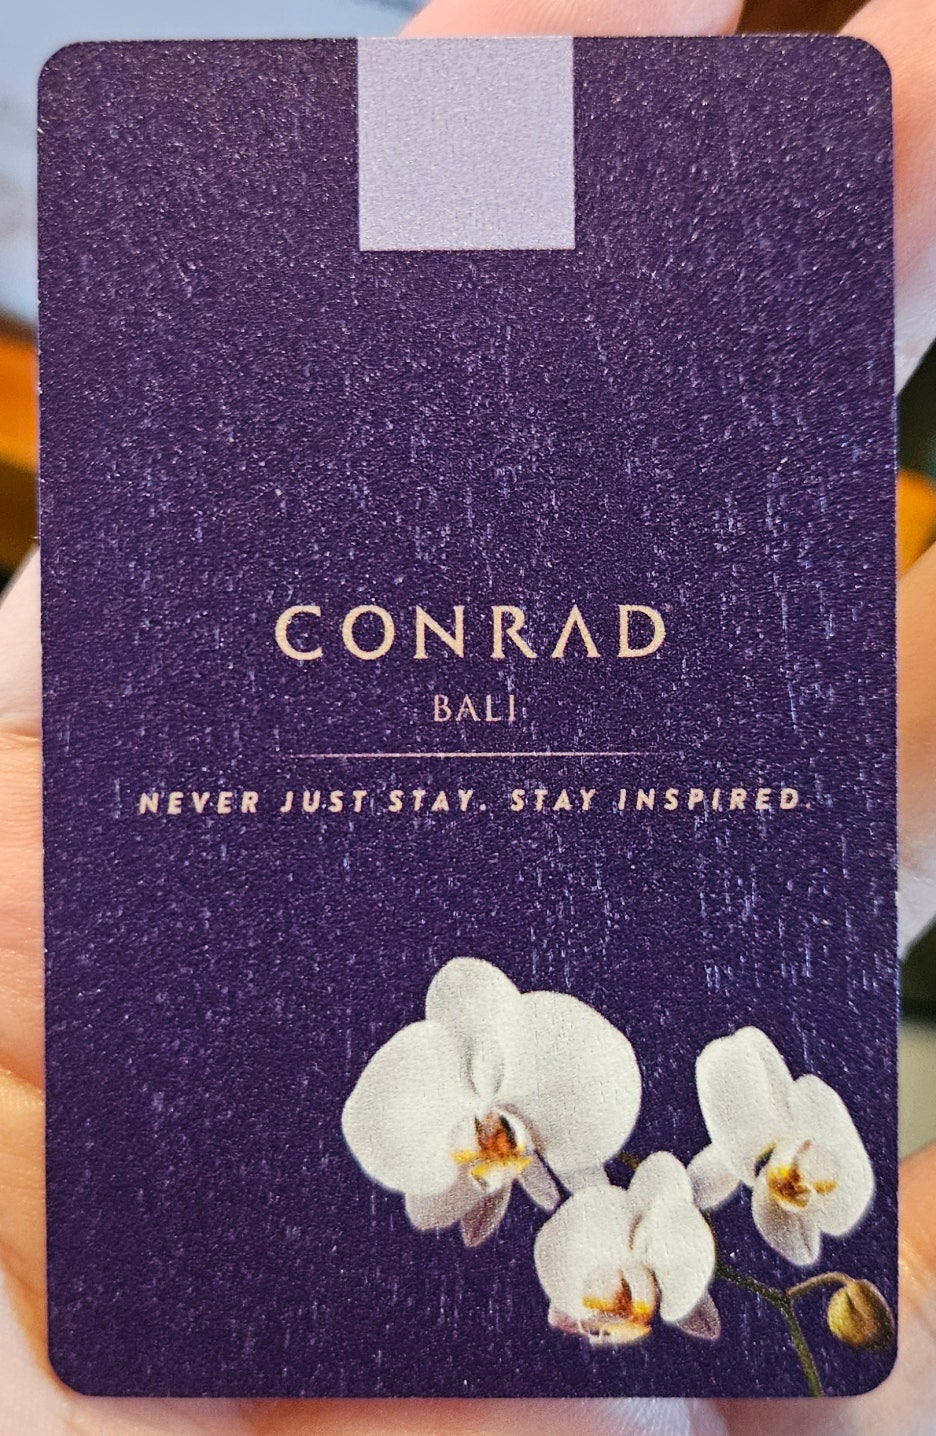 CONRAD
BALI
NEVER JUST STAY. STAY INSPIRED.